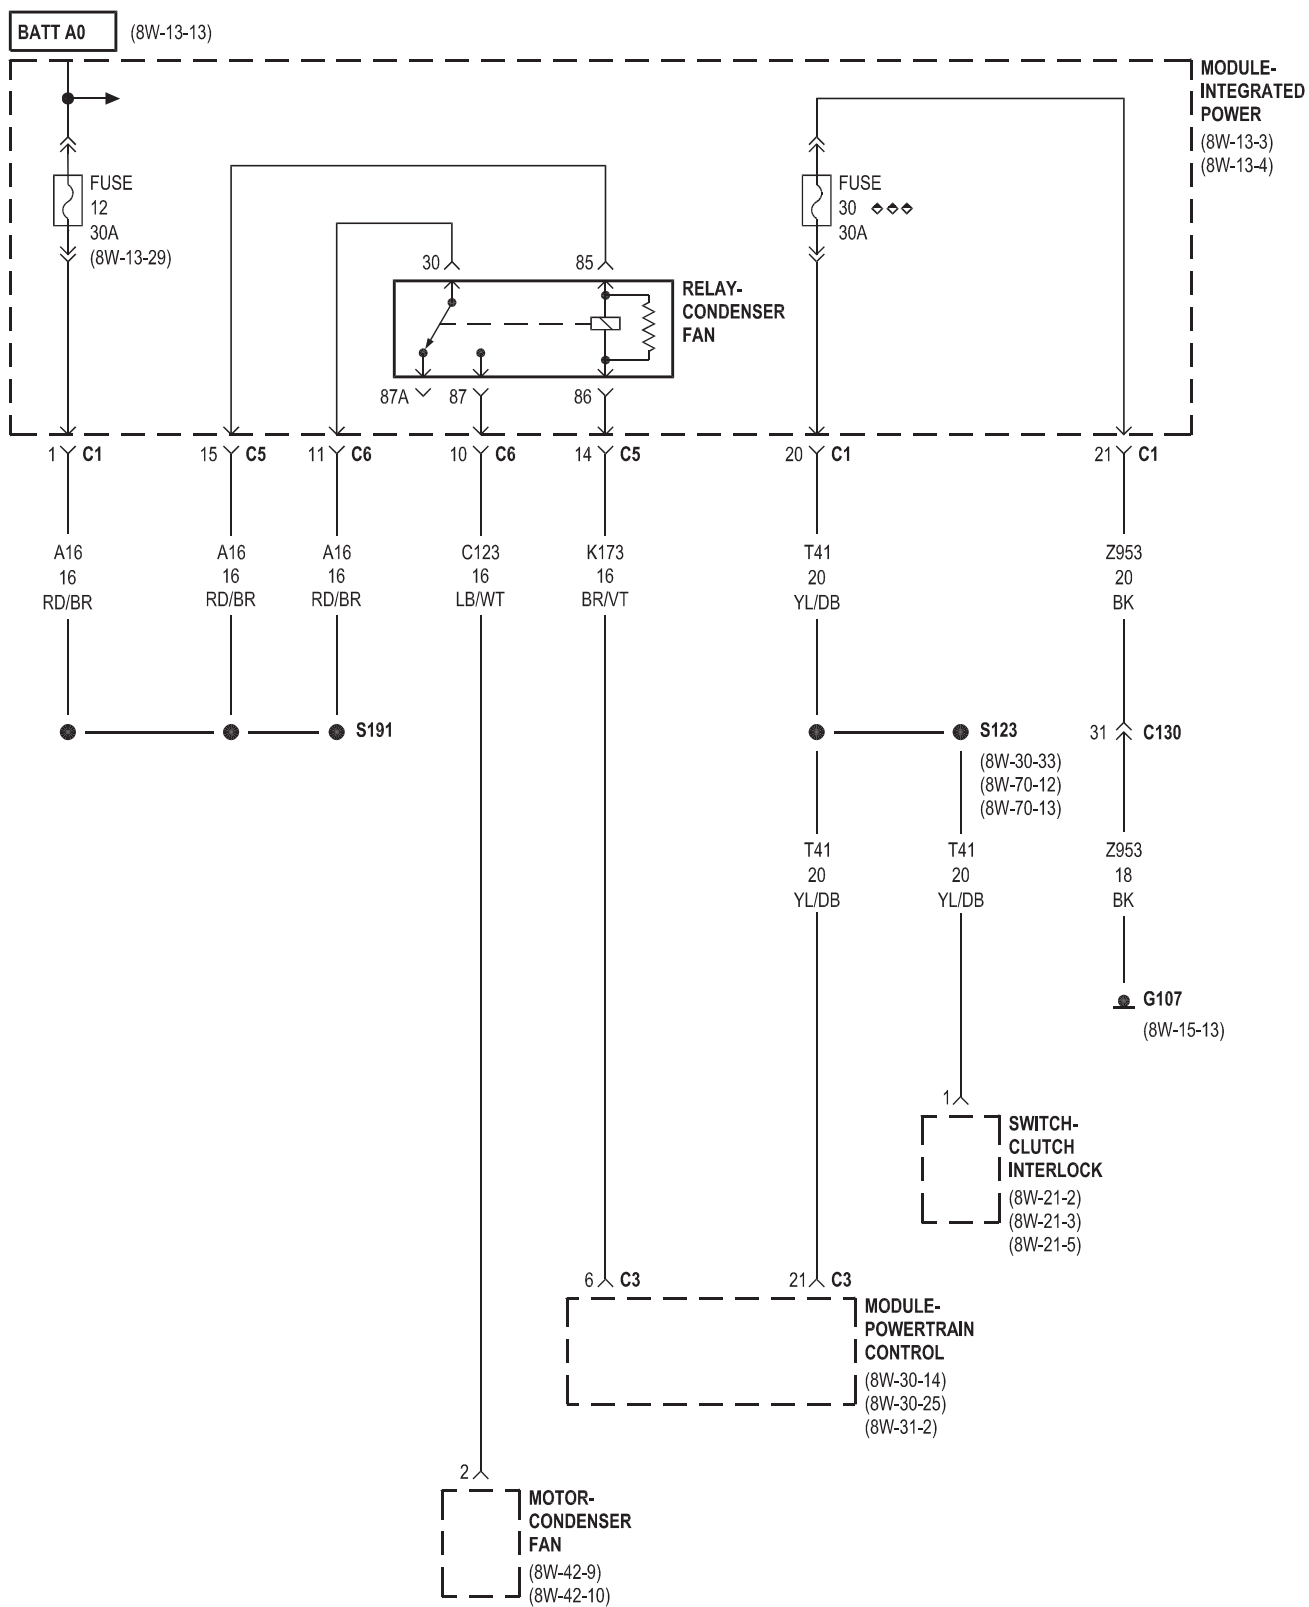 BATT A0 (8W-13-13)
MODULE-
INTEGRATED
POWER
(8W-13-3)
(8W-13-4)
FUSE
12
30A
(8W-13-29)
FUSE
30
30A
30
85
RELAY-
CONDENSER
FAN
87A
87
86
1 C1
15 C5
11 C6
10 C6
14 C5
20 C1
21 C1
A16
16
RD/BR
A16
16
RD/BR
A16
16
RD/BR
C123
16
LB/WT
K173
16
BR/VT
T41
20
YL/DB
Z953
20
BK
S191
S123
(8W-30-33)
(8W-70-12)
(8W-70-13)
31 C130
T41
20
YL/DB
T41
20
YL/DB
Z953
18
BK
G107
(8W-15-13)
1
SWITCH-
CLUTCH
INTERLOCK
(8W-21-2)
(8W-21-3)
(8W-21-5)
6 C3
21 C3
MODULE-
POWERTRAIN
CONTROL
(8W-30-14)
(8W-30-25)
(8W-31-2)
2
MOTOR-
CONDENSER
FAN
(8W-42-9)
(8W-42-10)